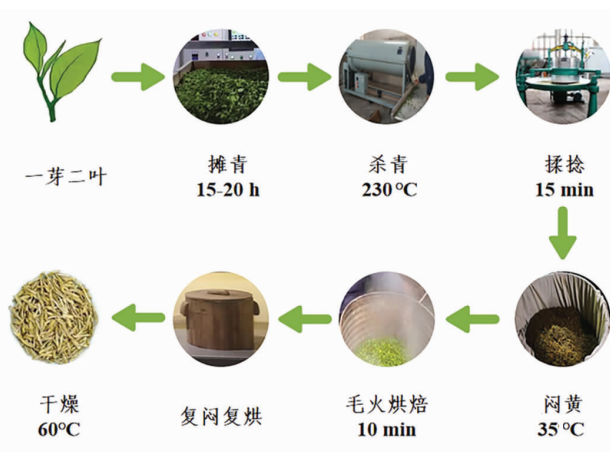 一芽二叶
摊青
15-20 h
杀青
230℃
揉捻
15 min
干燥
60℃
复闷复烘
毛火烘焙
10 min
闷黄
35℃